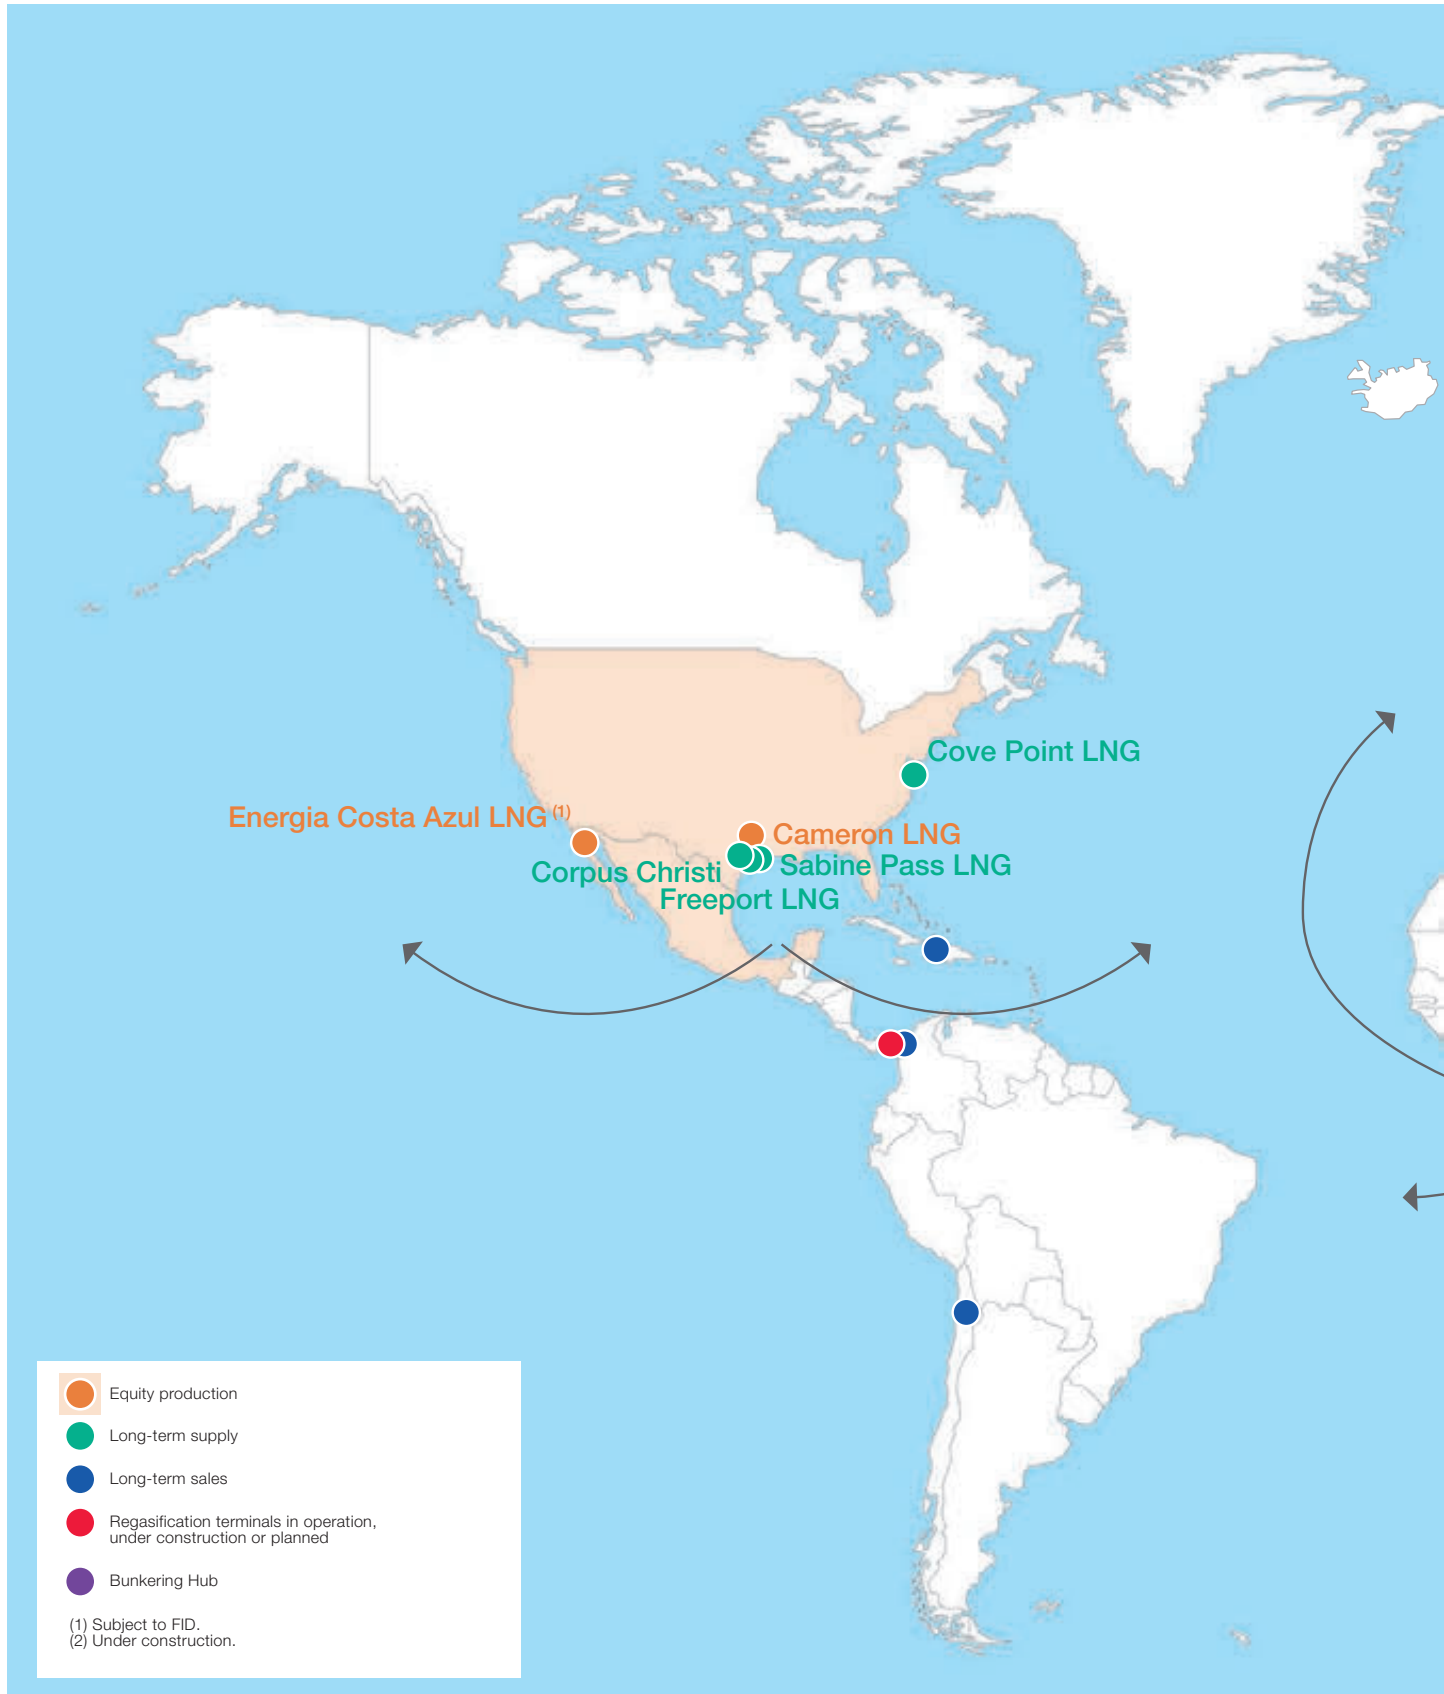 Cove Point LNG
Energia Costa Azul LNG (1)
Cameron LNG
Sabine Pass LNG
Corpus Christi
Freeport LNG
Equity production
Long-term supply
Long-term sales
Regasification terminals in operation,
under construction or planned
Bunkering Hub
(1) Subject to FID.
(2) Under construction.